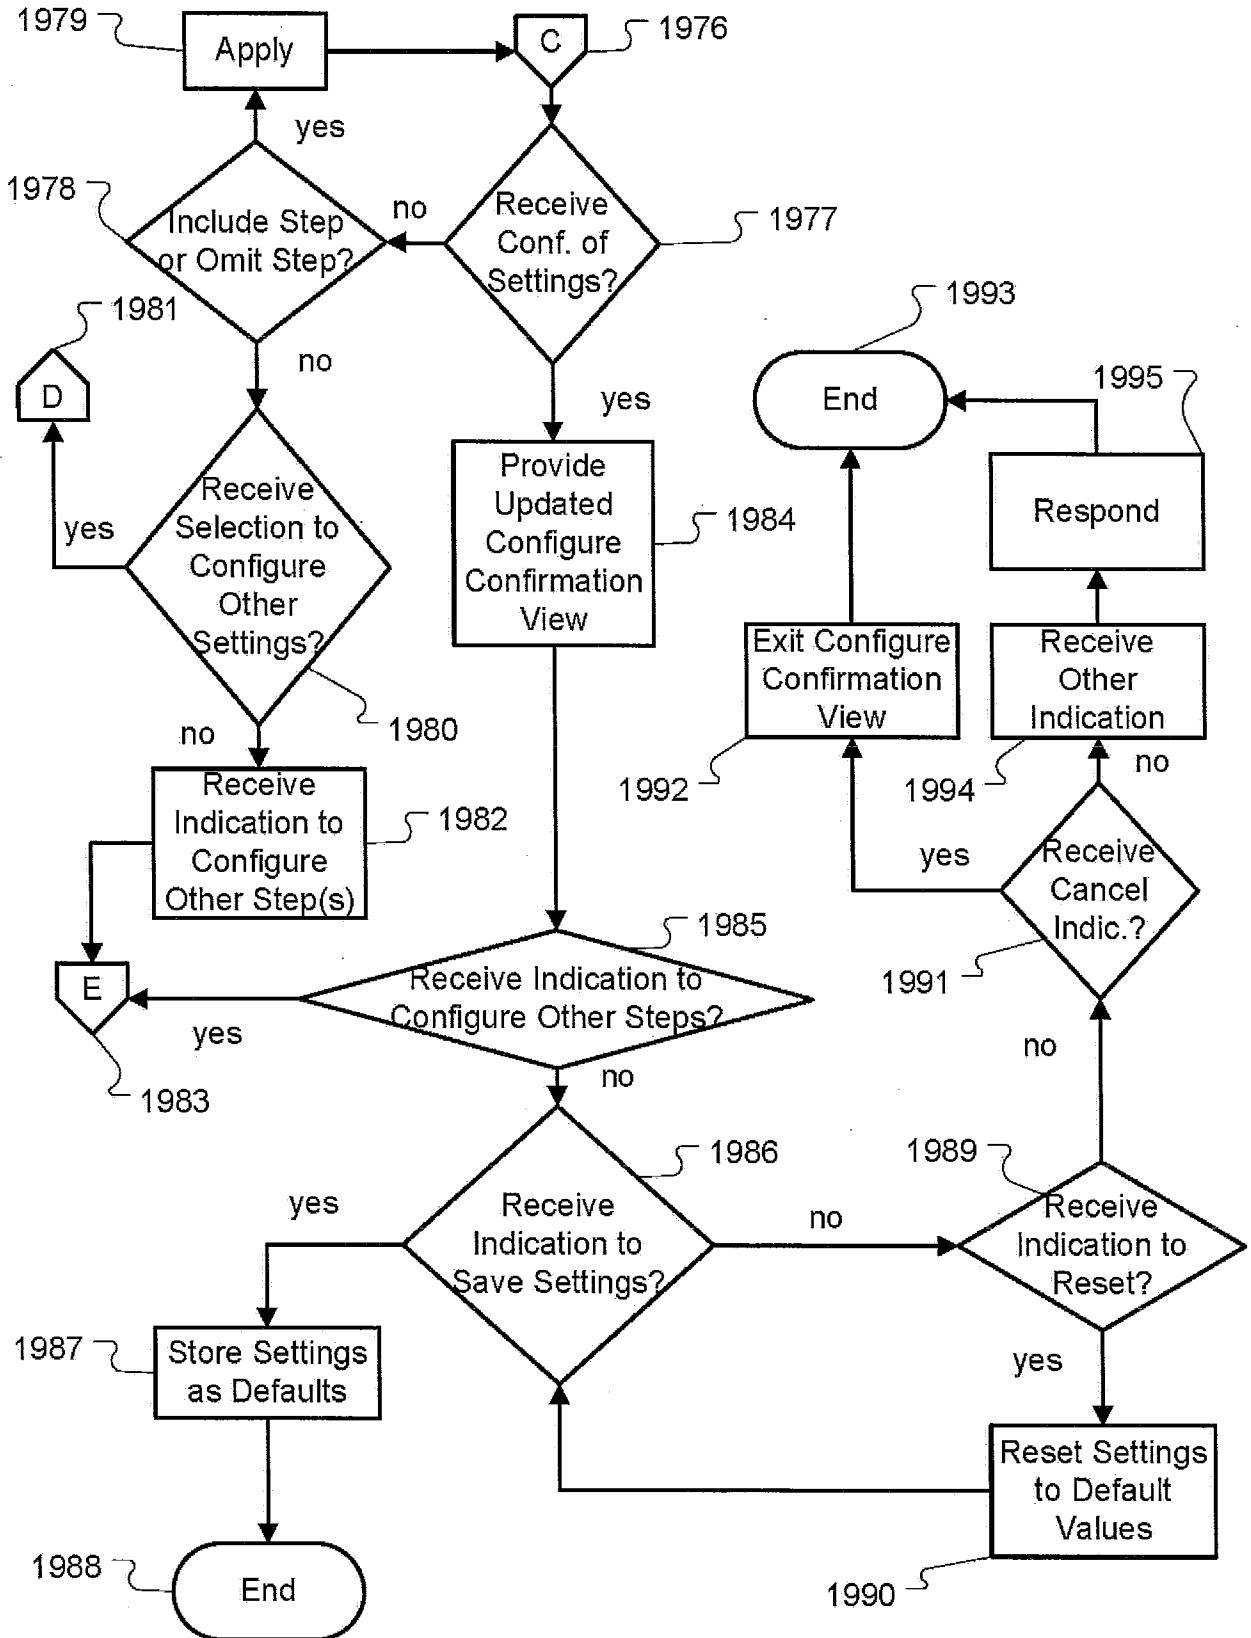 1979
Apply
C
1976
yes
1978
Include Step
or Omit Step?
no
Receive
Conf. of
Settings?
1977
1981
D
no
yes
1993
End
1995
Respond
yes
Receive
Selection to
Configure
Other
Settings?
1980
Provide
Updated
Configure
Confirmation
View
1984
Exit Configure
Confirmation
View
1992
Receive
Other
Indication
1994
no
no
Receive
Indication to
Configure
Other Step(s)
1982
yes
Receive
Cancel
Indic.?
1991
1985
Receive Indication to
Configure Other Steps?
E
yes
1983
no
no
1986
Receive
Indication to
Save Settings?
yes
no
1989
Receive
Indication to
Reset?
1987
Store Settings
as Defaults
yes
Reset Settings
to Default
Values
1990
1988
End